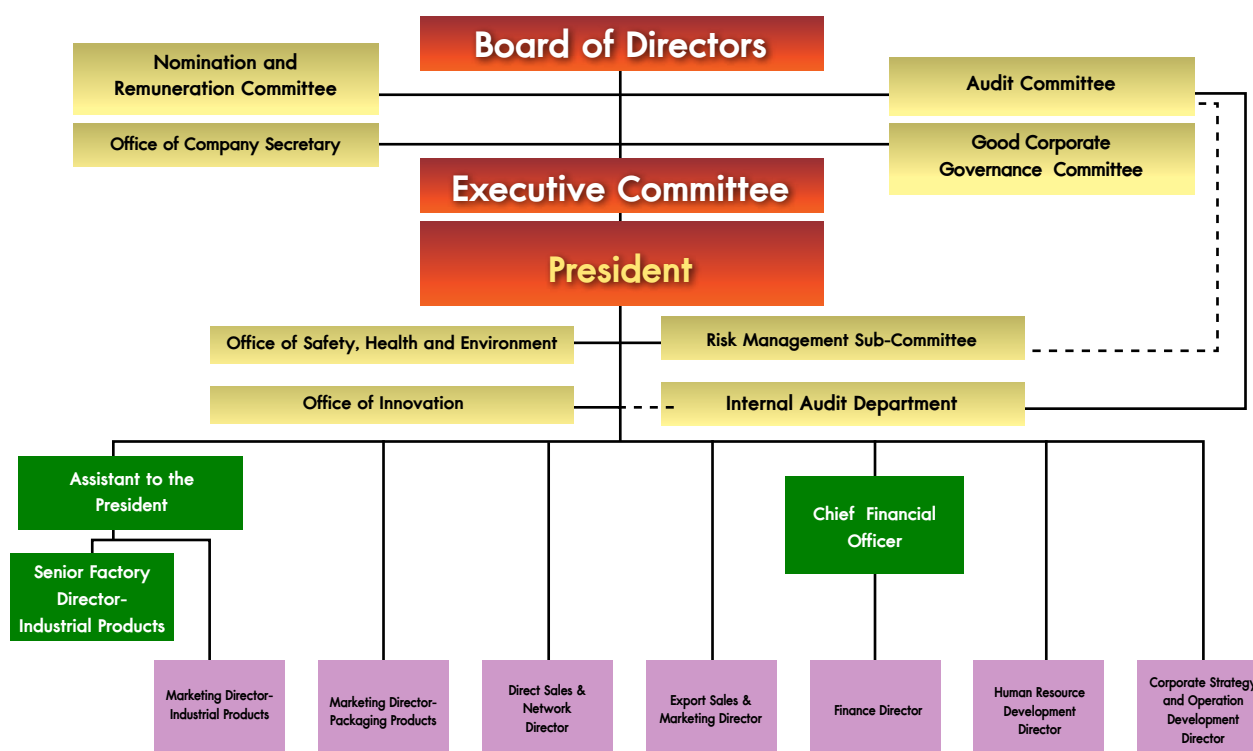 Board of Directors
Nomination and
Remuneration Committee
Audit Committee
Office of Company Secretary
Good Corporate
Governance Committee
Executive Committee
President
Office of Safety, Health and Environment
Risk Management Sub-Committee
Office of Innovation
Internal Audit Department
Assistant to the
President
Chief Financial
Officer
Senior Factory
Director-
Industrial Products
Marketing Director-
Industrial Products
Marketing Director-
Packaging Products
Direct Sales &
Network
Director
Export Sales &
Marketing Director
Finance Director
Human Resource
Development
Director
Corporate Strategy
and Operation
Development
Director